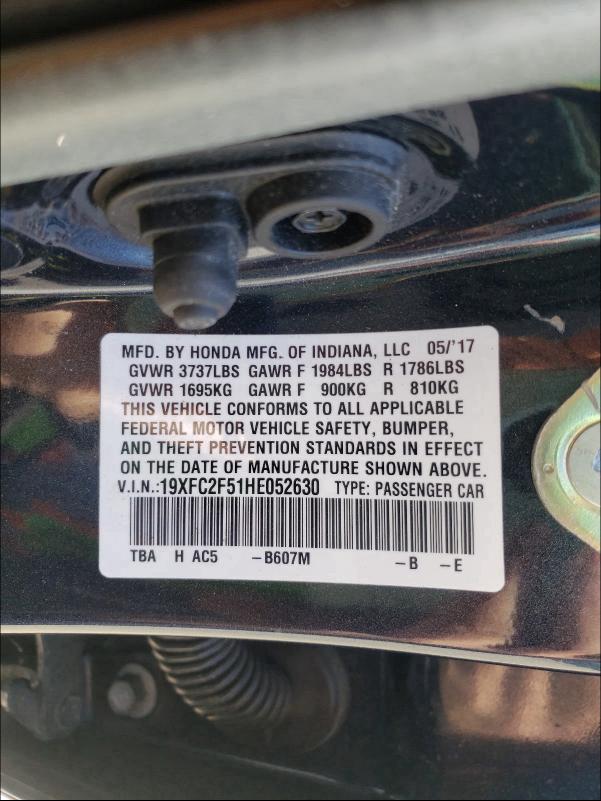 MFD. BY HONDA MFG. OF INDIANA, LLC 05/'17
GVWR 3737LBS GAWR F 1984LBS R 1786LBS
GVWR 1695KG GAWR F 900KG R 810KG
THIS VEHICLE CONFORMS TO ALL APPLICABLE
FEDERAL MOTOR VEHICLE SAFETY, BUMPER,
AND THEFT PREVENTION STANDARDS IN EFFECT
ON THE DATE OF MANUFACTURE SHOWN ABOVE.
V.I.N.:19XFC2F51HE052630 TYPE: PASSENGER CAR
TBA H AC5 -B607M -B -E